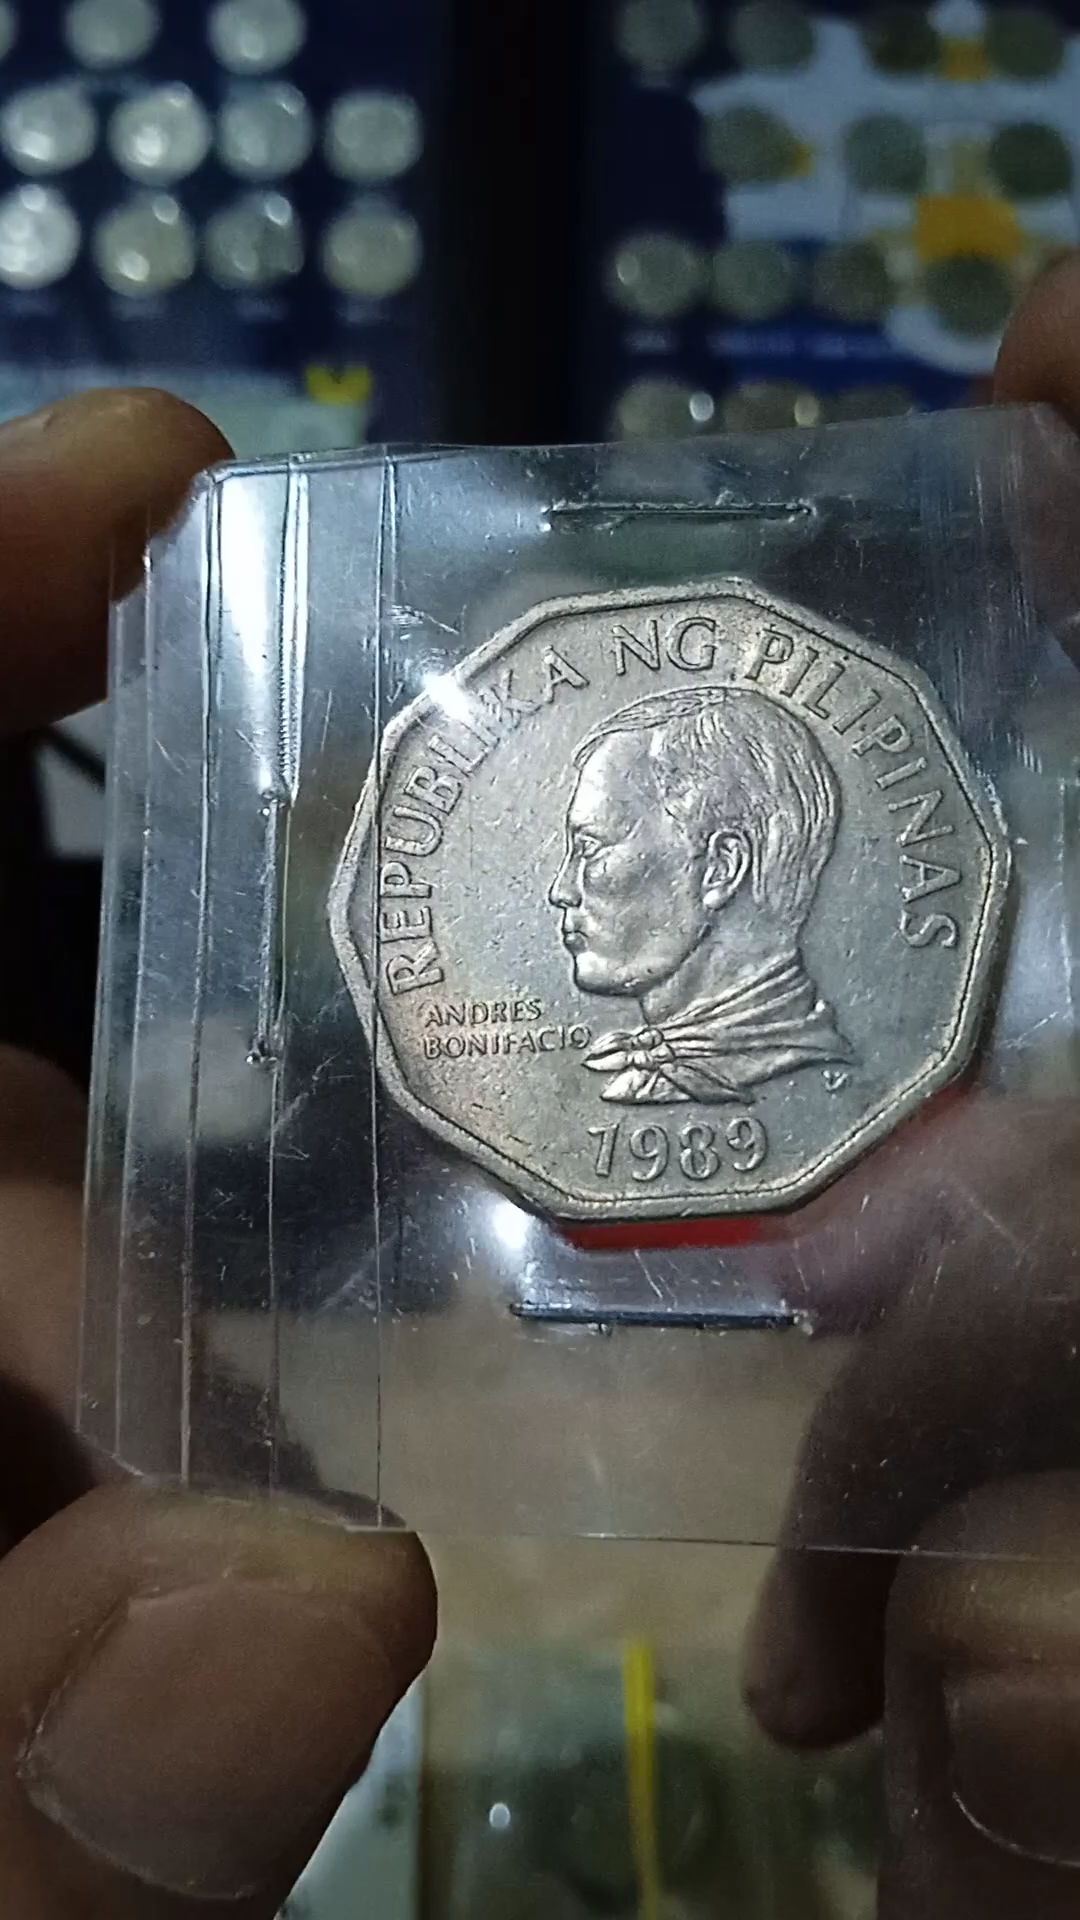 REPUBLIKA NG PILIPINAS
ANDRES
BONIFACIO
1989